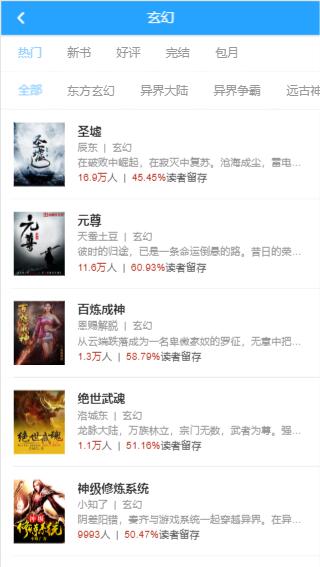 玄幻
热门 新书 好评 完结 包月
全部 东方玄幻 异界大陆 异界争霸 远古神
圣墟
辰东 | 玄幻
在破败中崛起，在寂灭中复苏。沧海成尘，雷电...
16.9万人 | 45.45%读者留存
元尊
天蚕土豆 | 玄幻
彼时的归途，已是一条命运倒悬的路。昔日的荣...
11.6万人 | 60.93%读者留存
百炼成神
恩赐解脱 | 玄幻
从云端跌落成为一名卑微家奴的罗征，无意中把...
1.3万人 | 58.79%读者留存
绝世武魂
洛城东 | 玄幻
龙脉大陆，万族林立，宗门无数，武者为尊。强...
1.1万人 | 51.16%读者留存
神级修炼系统
小知了 | 玄幻
阴差阳错，秦齐与游戏系统一起穿越异界。在异...
9993人 | 50.47%读者留存